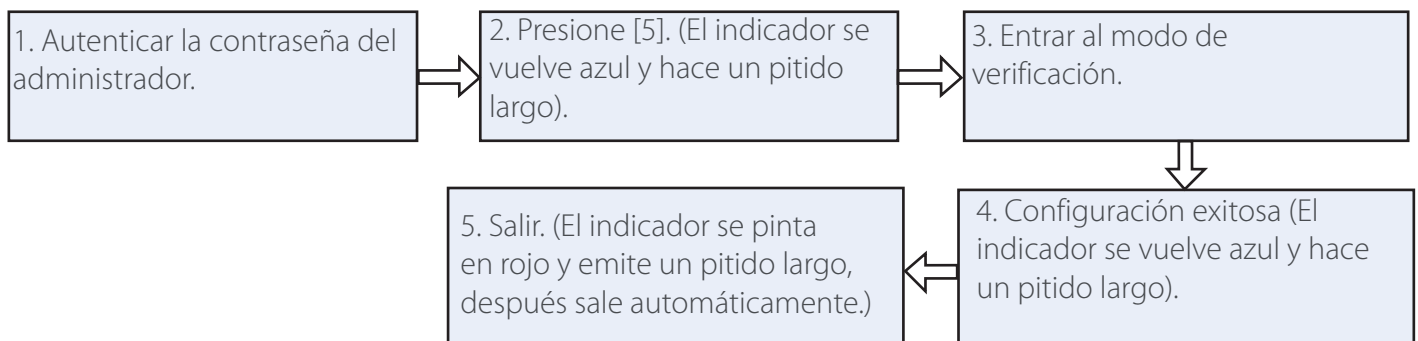 1. Autenticar la contraseña del
administrador.
2. Presione [5]. (El indicador se
vuelve azul y hace un pitido
largo).
3. Entrar al modo de
verificación.
4. Configuración exitosa (El
indicador se vuelve azul y hace
un pitido largo).
5. Salir. (El indicador se pinta
en rojo y emite un pitido largo,
después sale automáticamente.)